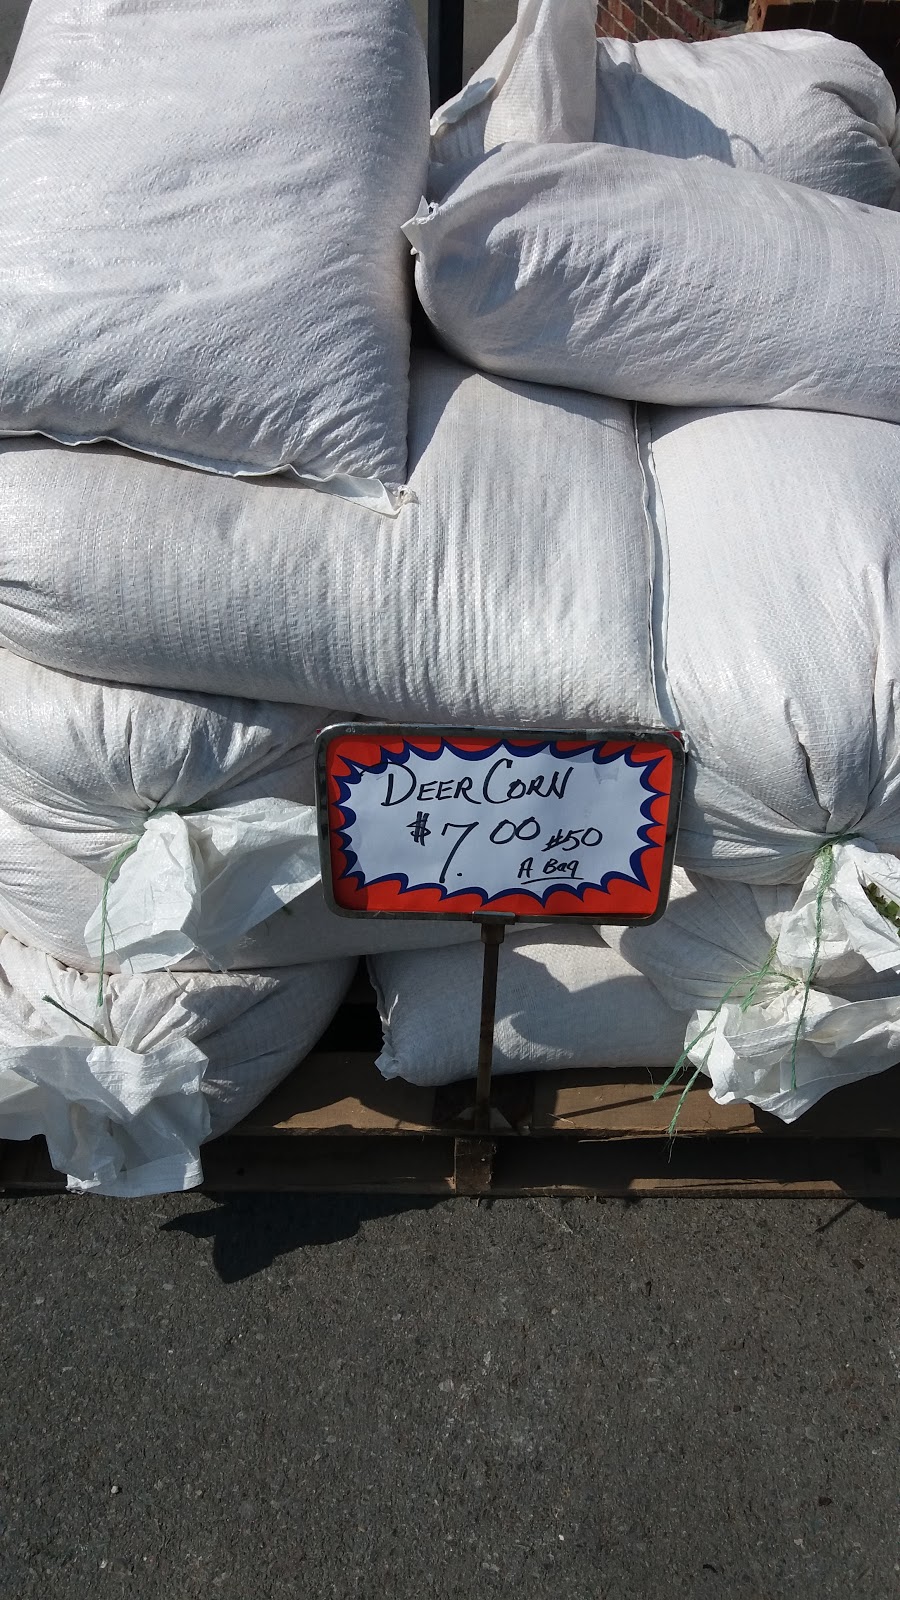 DEER CORN
$7.00 #50
A Bag